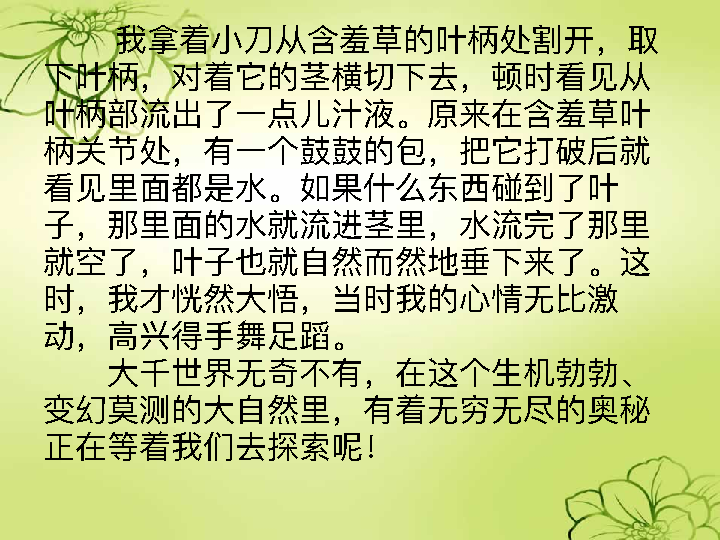 我拿着小刀从含羞草的叶柄处割开，取
下叶柄，对着它的茎横切下去，顿时看见从
叶柄部流出了一点儿汁液。原来在含羞草叶
柄关节处，有一个鼓鼓的包，把它打破后就
看见里面都是水。如果什么东西碰到了叶
子，那里面的水就流进茎里，水流完了那里
就空了，叶子也就自然而然地垂下来了。这
时，我才恍然大悟，当时我的心情无比激
动，高兴得手舞足蹈。
大千世界无奇不有，在这个生机勃勃、
变幻莫测的大自然里，有着无穷无尽的奥秘
正在等着我们去探索呢！